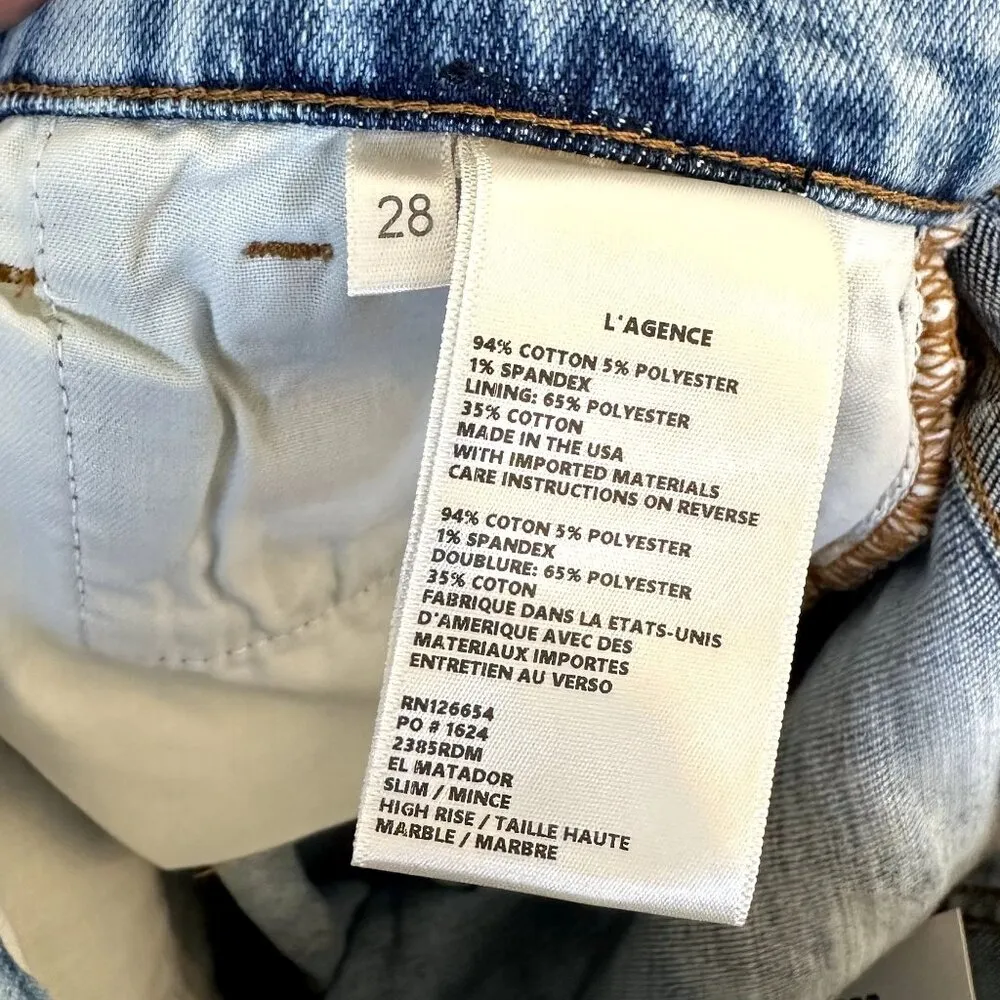 28
L'AGENCE
94% COTTON 5% POLYESTER
1% SPANDEX
LINING: 65% POLYESTER
35% COTTON
MADE IN THE USA
WITH IMPORTED MATERIALS
CARE INSTRUCTIONS ON REVERSE
94% COTON 5% POLYESTER
1% SPANDEX
DOUBLURE: 65% POLYESTER
35% COTON
FABRIQUE DANS LA ETATS-UNIS
D'AMERIQUE AVEC DES
MATERIAUX IMPORTES
ENTRETIEN AU VERSO
RN126654
PO # 1624
2385RDM
EL MATADOR
SLIM / MINCE
HIGH RISE / TAILLE HAUTE
MARBLE / MARBRE